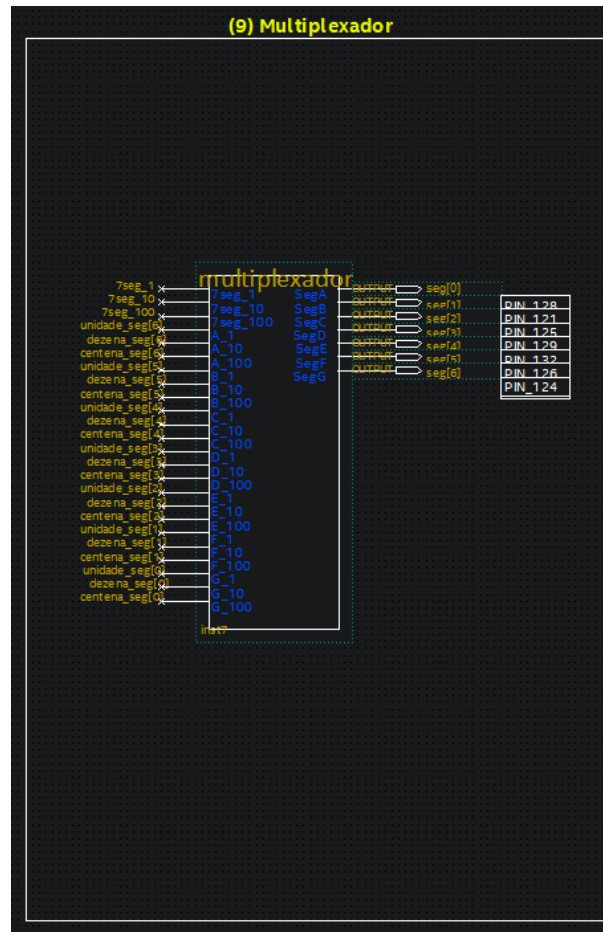 (9) Multiplexador
multiplexador
7seg_1
7seg_10
7seg_100
unidade_seg[6]
dezena_seg[6]
centena_seg[6]
unidade_seg[5]
dezena_seg[5]
centena_seg[5]
unidade_seg[4]
dezena_seg[4]
centena_seg[4]
unidade_seg[3]
dezena_seg[3]
centena_seg[3]
unidade_seg[2]
dezena_seg[2]
centena_seg[2]
unidade_seg[1]
dezena_seg[1]
centena_seg[1]
unidade_seg[0]
dezena_seg[0]
centena_seg[0]
7seg_1
7seg_10
7seg_100
A_1
A_10
A_100
B_1
B_10
B_100
C_1
C_10
C_100
D_1
D_10
D_100
E_1
E_10
E_100
F_1
F_10
F_100
G_1
G_10
G_100
SegA
SegB
SegC
SegD
SegE
SegF
SegG
inst7
OUTPUT seg[0]
OUTPUT seg[1]
OUTPUT seg[2]
OUTPUT seg[3]
OUTPUT seg[4]
OUTPUT seg[5]
OUTPUT seg[6]
PIN_128
PIN_121
PIN_125
PIN_129
PIN_132
PIN_126
PIN_124